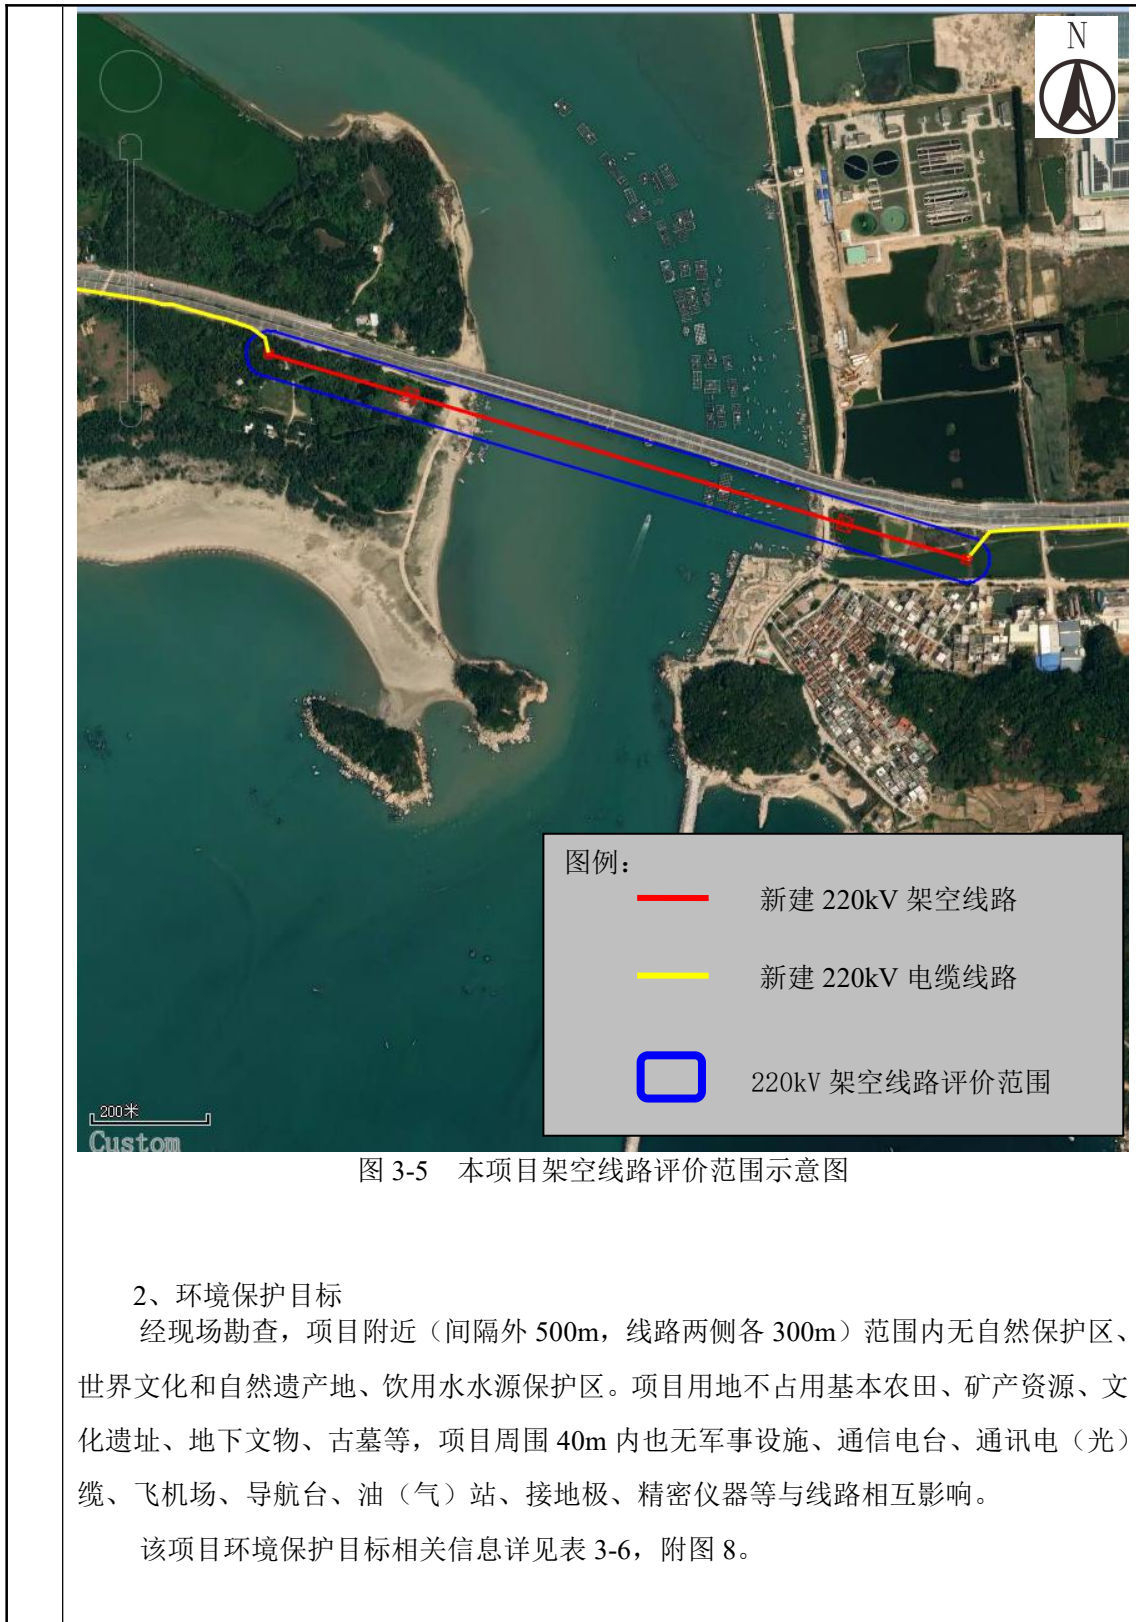 N
图例：
新建 220kV 架空线路
新建 220kV 电缆线路
220kV 架空线路评价范围
200米
Custom
图 3-5 本项目架空线路评价范围示意图
2、环境保护目标
经现场勘查，项目附近（间隔外 500m，线路两侧各 300m）范围内无自然保护区、
世界文化和自然遗产地、饮用水水源保护区。项目用地不占用基本农田、矿产资源、文
化遗址、地下文物、古墓等，项目周围 40m 内也无军事设施、通信电台、通讯电（光）
缆、飞机场、导航台、油（气）站、接地极、精密仪器等与线路相互影响。
该项目环境保护目标相关信息详见表 3-6，附图 8。